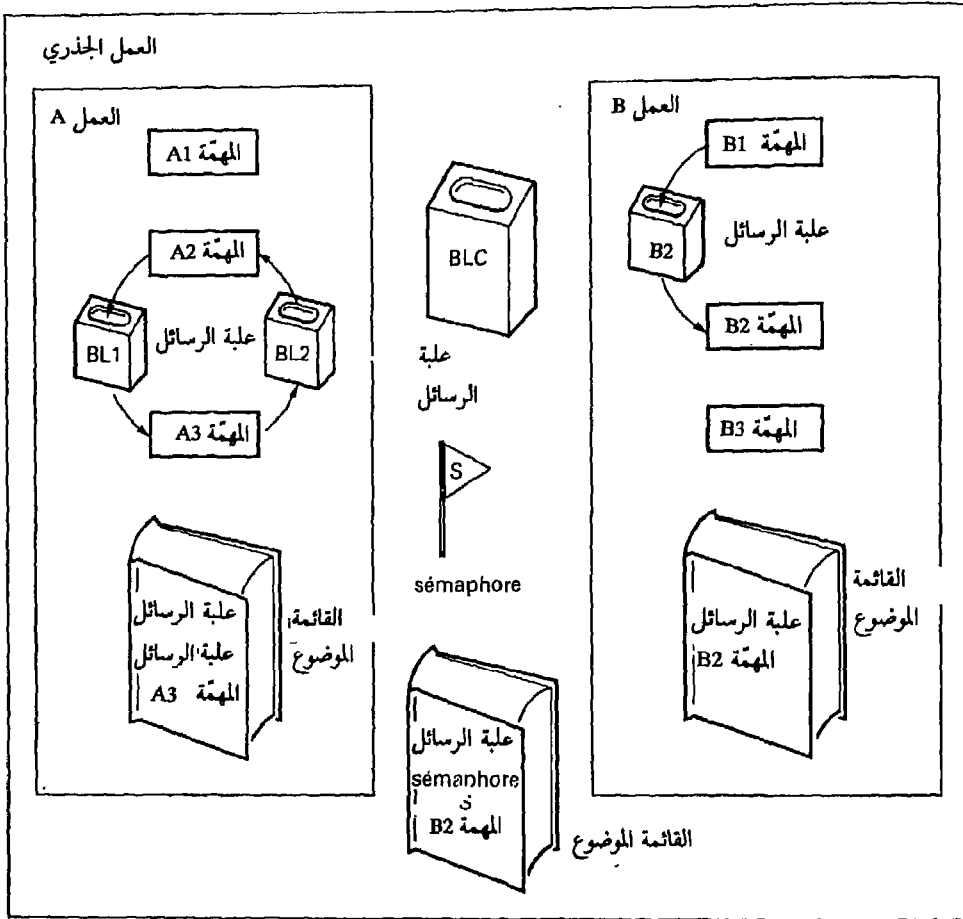 العمل الجذري
العمل A
المهمّة A1
المهمّة A2
BL1
علبة الرسائل
BL2
المهمّة A3
علبة الرسائل
علبة الرسائل
المهمّة A3
القائمة
الموضوع
BLC
علبة
الرسائل
S
sémaphore
علبة الرسائل
sémaphore
S
المهمة B2
القائمة الموضوع
العمل B
المهمّة B1
B2
علبة الرسائل
المهمّة B2
المهمّة B3
علبة الرسائل
المهمّة B2
القائمة
الموضوع